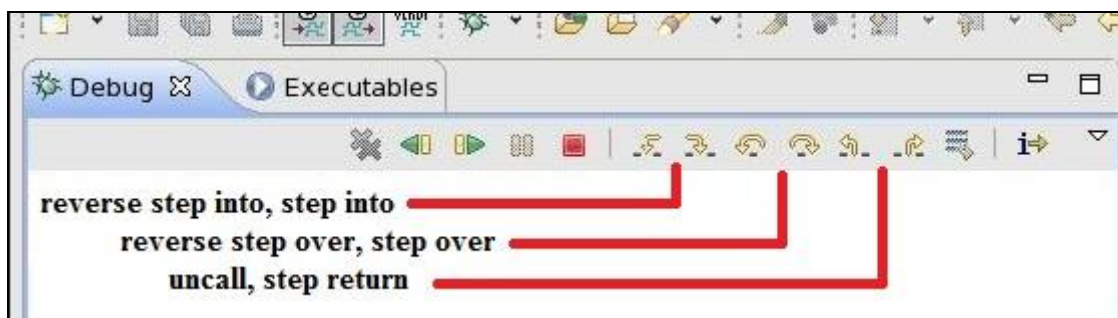 Debug Executables
i
reverse step into, step into
reverse step over, step over
uncall, step return